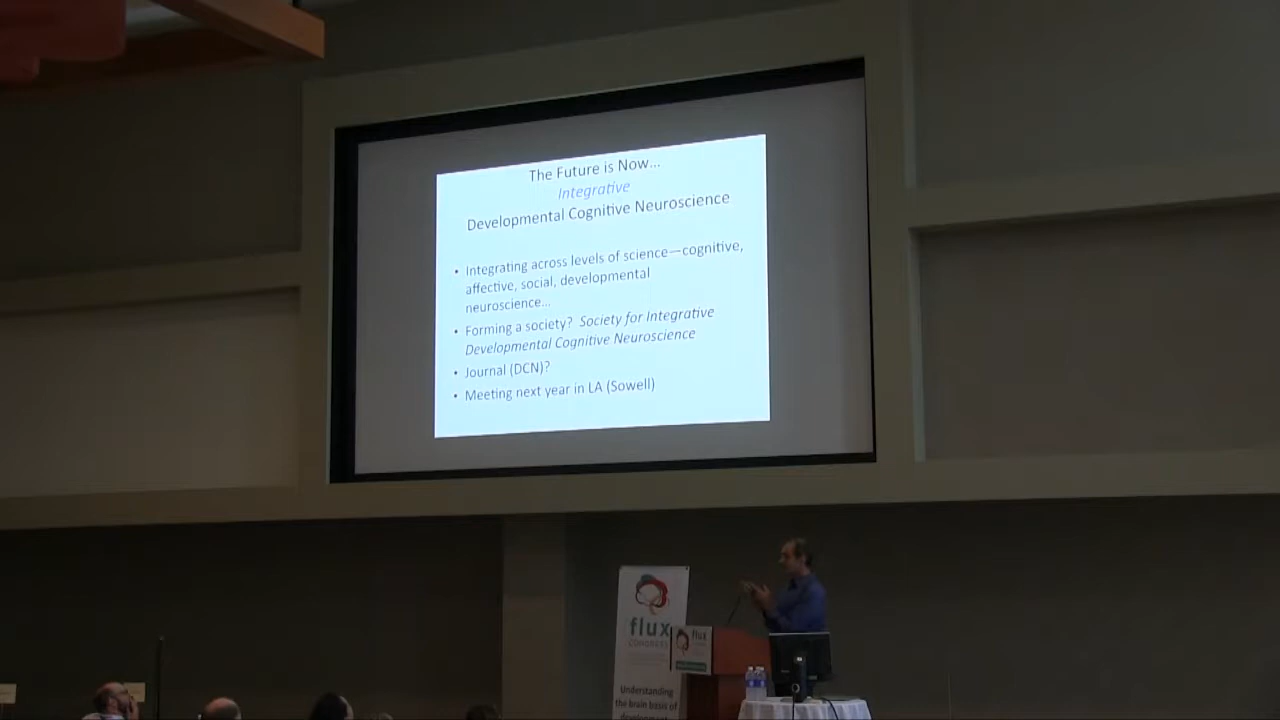 The Future is Now...
Integrative
Developmental Cognitive Neuroscience
• Integrating across levels of science—cognitive,
affective, social, developmental
neuroscience...
• Forming a society? Society for Integrative
Developmental Cognitive Neuroscience
• Journal (DCN)?
• Meeting next year in LA (Sowell)
flux
CONGRESS
flux
Understanding
the brain basis of
development